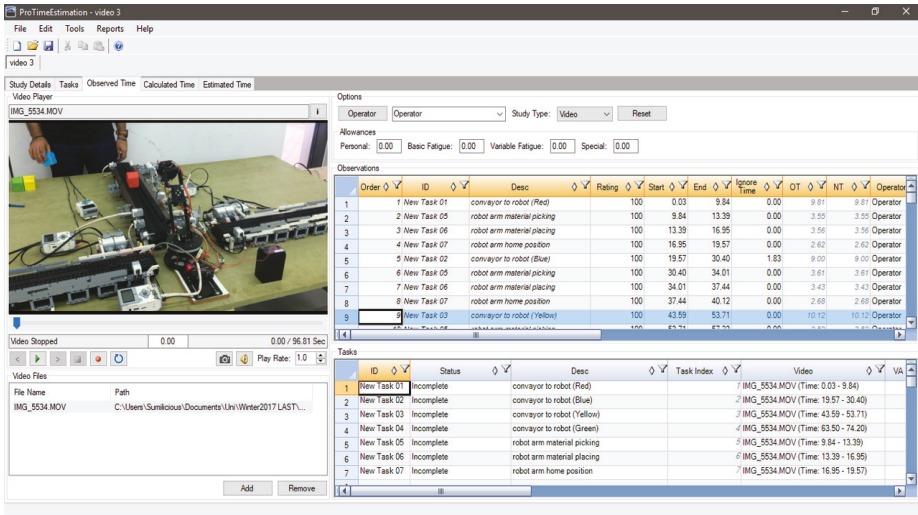 ProTimeEstimation - video 3
File Edit Tools Reports Help
video 3
Study Details Tasks Observed Time Calculated Time Estimated Time
Video Player
IMG_5534.MOV i
Video Stopped 0.00 0.00 / 96.81 Sec
Play Rate: 1.0
Video Files
File Name Path
IMG_5534.MOV C:\Users\Sumilicious\Documents\Uni\Winter2017 LAST\...
Add Remove
Options
Operator Operator Study Type: Video Reset
Allowances
Personal: 0.00 Basic Fatigue: 0.00 Variable Fatigue: 0.00 Special: 0.00
Observations
Order ID Desc Rating Start End Ignore Time OT NT Operator
1 1 New Task 01 convayor to robot (Red) 100 0.03 9.84 0.00 9.81 9.81 Operator
2 2 New Task 05 robot arm material picking 100 9.84 13.39 0.00 3.55 3.55 Operator
3 3 New Task 06 robot arm material placing 100 13.39 16.95 0.00 3.56 3.56 Operator
4 4 New Task 07 robot arm home position 100 16.95 19.57 0.00 2.62 2.62 Operator
5 5 New Task 02 convayor to robot (Blue) 100 19.57 30.40 1.83 9.00 9.00 Operator
6 6 New Task 05 robot arm material picking 100 30.40 34.01 0.00 3.61 3.61 Operator
7 7 New Task 06 robot arm material placing 100 34.01 37.44 0.00 3.43 3.43 Operator
8 8 New Task 07 robot arm home position 100 37.44 40.12 0.00 2.68 2.68 Operator
9 9 New Task 03 convayor to robot (Yellow) 100 43.59 53.71 0.00 10.12 10.12 Operator
Tasks
ID Status Desc Task Index Video VA
1 New Task 01 Incomplete convayor to robot (Red) 1 IMG_5534.MOV (Time: 0.03 - 9.84)
2 New Task 02 Incomplete convayor to robot (Blue) 2 IMG_5534.MOV (Time: 19.57 - 30.40)
3 New Task 03 Incomplete convayor to robot (Yellow) 3 IMG_5534.MOV (Time: 43.59 - 53.71)
4 New Task 04 Incomplete convayor to robot (Green) 4 IMG_5534.MOV (Time: 63.50 - 74.20)
5 New Task 05 Incomplete robot arm material picking 5 IMG_5534.MOV (Time: 9.84 - 13.39)
6 New Task 06 Incomplete robot arm material placing 6 IMG_5534.MOV (Time: 13.39 - 16.95)
7 New Task 07 Incomplete robot arm home position 7 IMG_5534.MOV (Time: 16.95 - 19.57)